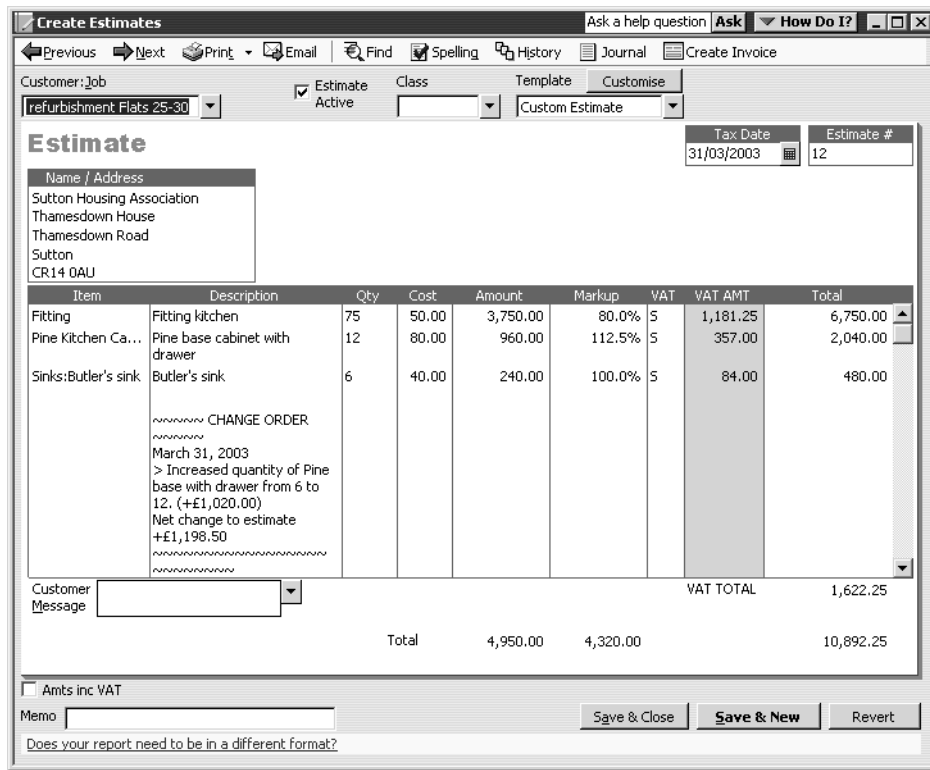 Create Estimates
Ask a help question Ask How Do I?
Previous Next Print Email Find Spelling History Journal Create Invoice
Customer:Job
Estimate Active
Class
Template Customise
refurbishment Flats 25-30
Custom Estimate
Estimate
Tax Date Estimate #
31/03/2003 12
Name / Address
Sutton Housing Association
Thamesdown House
Thamesdown Road
Sutton
CR14 0AU
Item Description Qty Cost Amount Markup VAT VAT AMT Total
Fitting Fitting kitchen 75 50.00 3,750.00 80.0% S 1,181.25 6,750.00
Pine Kitchen Ca... Pine base cabinet with 12 80.00 960.00 112.5% S 357.00 2,040.00
drawer
Sinks:Butler's sink Butler's sink 6 40.00 240.00 100.0% S 84.00 480.00
~~~~~ CHANGE ORDER
~~~~~
March 31, 2003
> Increased quantity of Pine
base with drawer from 6 to
12. (+£1,020.00)
Net change to estimate
+£1,198.50
~~~~~~~~~~~~~~~~~~
~~~~~~~~
Customer Message
VAT TOTAL 1,622.25
Total 4,950.00 4,320.00 10,892.25
Amts inc VAT
Memo
Save & Close Save & New Revert
Does your report need to be in a different format?